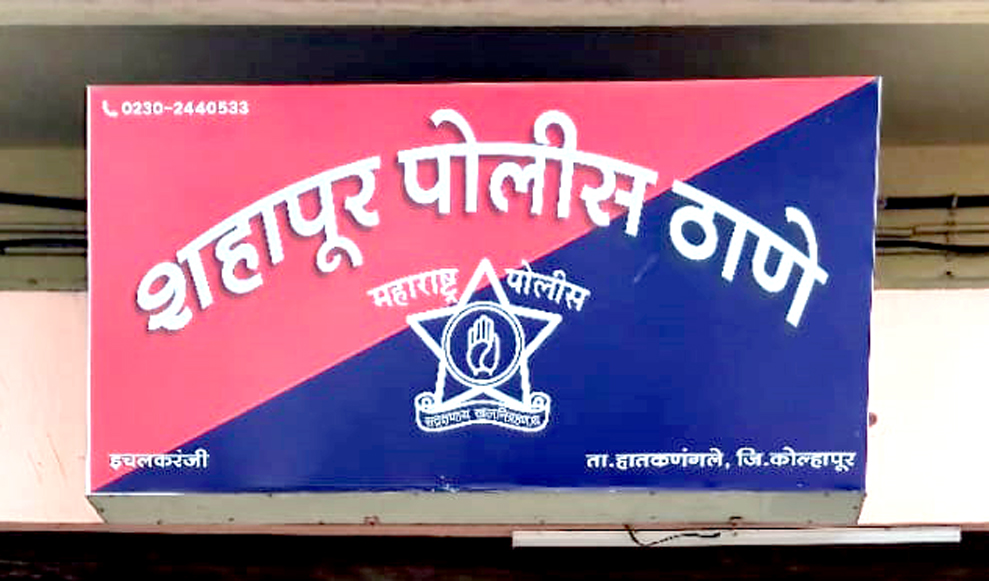 0230-2440533
शहापूर पोलीस ठाणे
महाराष्ट्र पोलीस
सद्रक्षणाय खलनिग्रहणाय
इचलकरंजी
ता.हातकणंगले, जि.कोल्हापूर